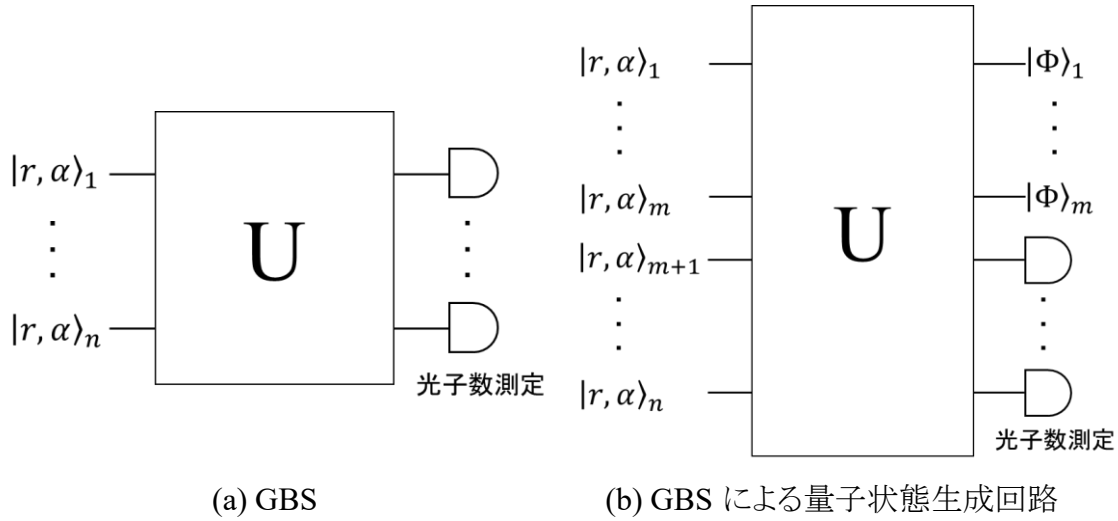 |r, α⟩₁
|r, α⟩ₙ
U
光子数測定
(a) GBS
|r, α⟩₁
|r, α⟩ₘ
|r, α⟩ₘ₊₁
|r, α⟩ₙ
U
|Φ⟩₁
|Φ⟩ₘ
光子数測定
(b) GBS による量子状態生成回路